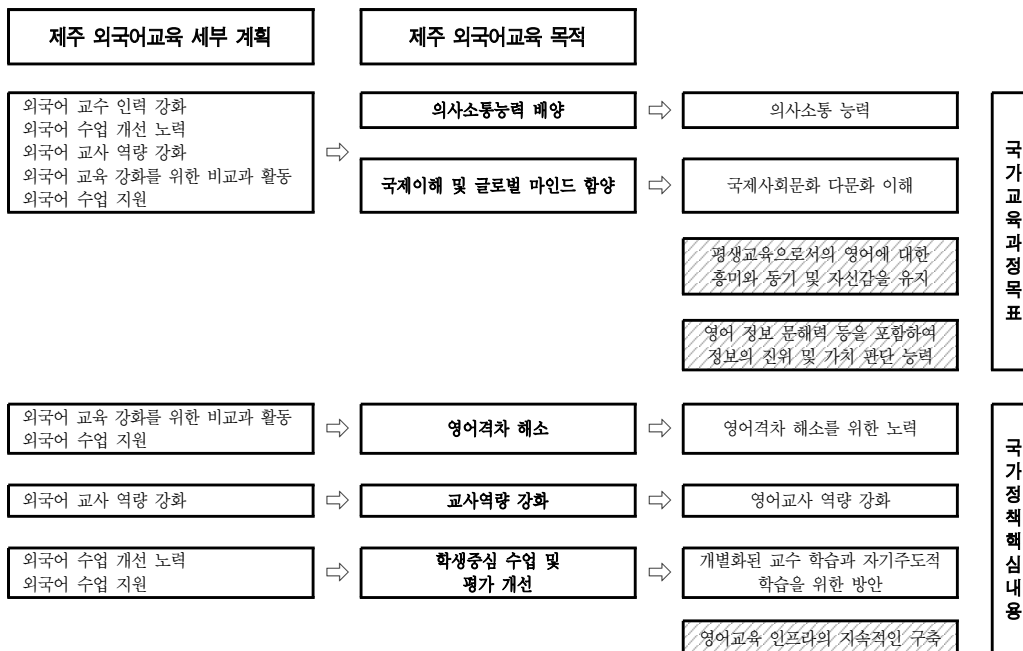 제주 외국어교육 세부 계획
제주 외국어교육 목적
외국어 교수 인력 강화
외국어 수업 개선 노력
외국어 교사 역량 강화
외국어 교육 강화를 위한 비교과 활동
외국어 수업 지원
⇨
의사소통능력 배양
⇨
의사소통 능력
국제이해 및 글로벌 마인드 함양
⇨
국제사회문화 다문화 이해
평생교육으로서의 영어에 대한
흥미와 동기 및 자신감을 유지
영어 정보 문해력 등을 포함하여
정보의 진위 및 가치 판단 능력
국가교육과정목표
외국어 교육 강화를 위한 비교과 활동
외국어 수업 지원
⇨
영어격차 해소
⇨
영어격차 해소를 위한 노력
외국어 교사 역량 강화
⇨
교사역량 강화
⇨
영어교사 역량 강화
외국어 수업 개선 노력
외국어 수업 지원
⇨
학생중심 수업 및
평가 개선
⇨
개별화된 교수 학습과 자기주도적
학습을 위한 방안
영어교육 인프라의 지속적인 구축
국가정책핵심내용